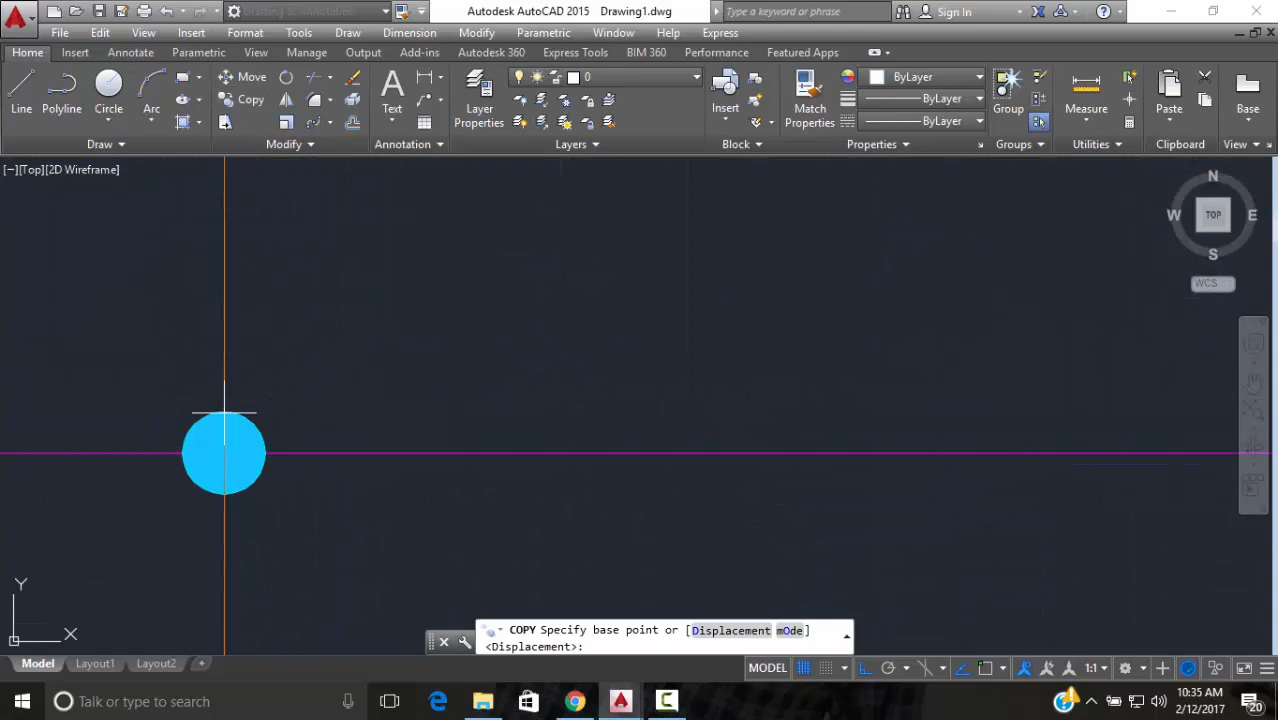 Drafting & Annotation
Autodesk AutoCAD 2015 Drawing1.dwg
Type a keyword or phrase
Sign In
File Edit View Insert Format Tools Draw Dimension Modify Parametric Window Help Express
Home Insert Annotate Parametric View Manage Output Add-ins Autodesk 360 Express Tools BIM 360 Performance Featured Apps
Move
Copy
Line Polyline Circle Arc
Text
Layer Properties
0
Insert
Match Properties
ByLayer
ByLayer
ByLayer
Group
Measure
Paste
Base
Draw Modify Annotation Layers Block Properties Groups Utilities Clipboard View
[−][Top][2D Wireframe]
N
W TOP E
S
WCS
Y
X
COPY Specify base point or [Displacement mOde]
<Displacement>:
Model Layout1 Layout2 +
MODEL
1:1
Talk or type here to search
10:35 AM
2/12/2017
20